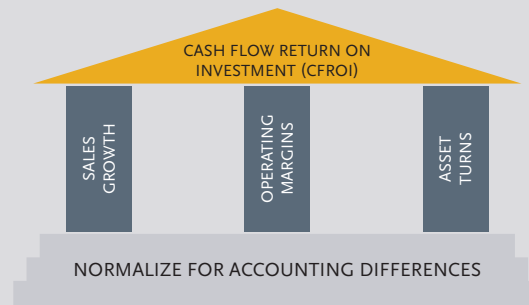 CASH FLOW RETURN ON
INVESTMENT (CFROI)
SALES
GROWTH
OPERATING
MARGINS
ASSET
TURNS
NORMALIZE FOR ACCOUNTING DIFFERENCES